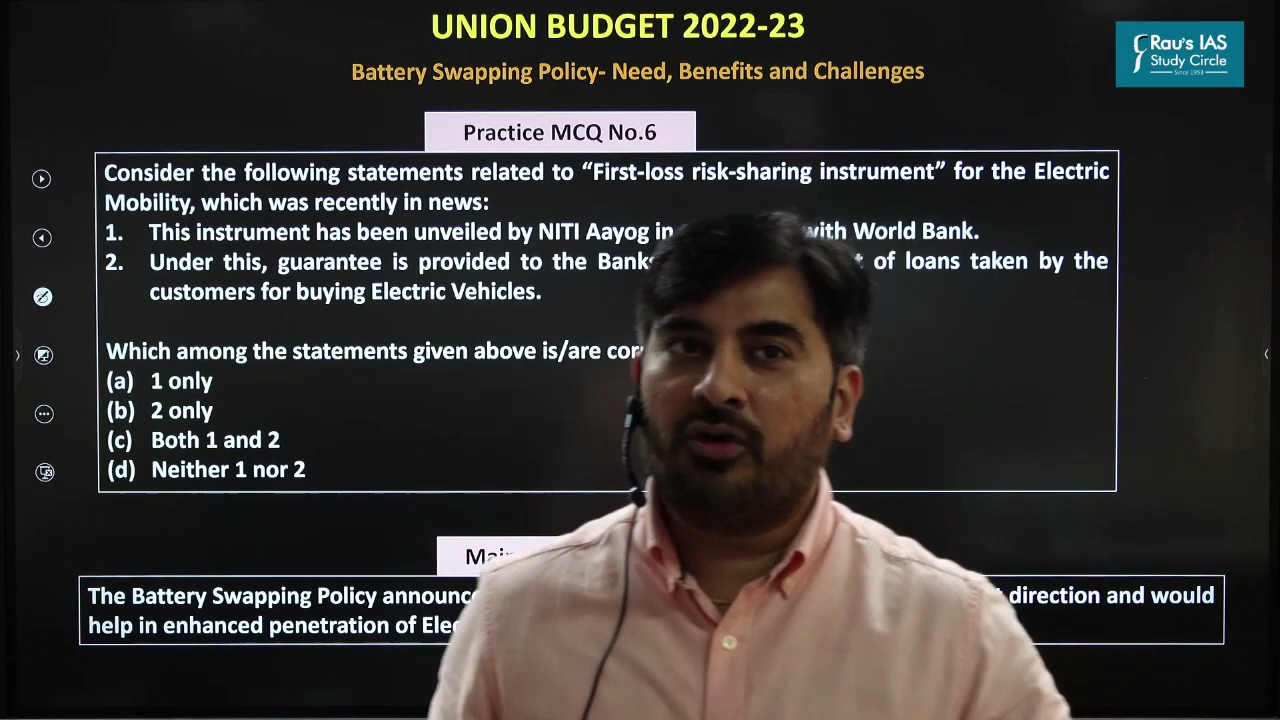 UNION BUDGET 2022-23
Rau's IAS
Study Circle
Since 1953
Battery Swapping Policy- Need, Benefits and Challenges
Practice MCQ No.6
Consider the following statements related to “First-loss risk-sharing instrument” for the Electric
Mobility, which was recently in news:
1. This instrument has been unveiled by NITI Aayog in with World Bank.
2. Under this, guarantee is provided to the Banks of loans taken by the
customers for buying Electric Vehicles.
Which among the statements given above is/are
(a) 1 only
(b) 2 only
(c) Both 1 and 2
(d) Neither 1 nor 2
The Battery Swapping Policy direction and would
help in enhanced penetration of